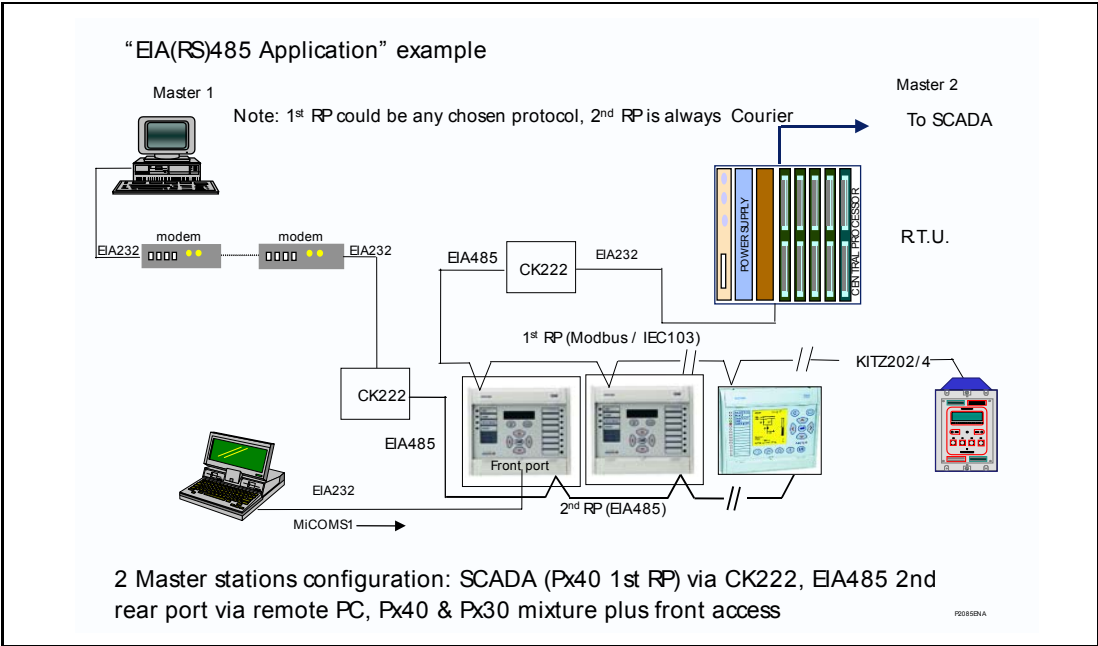 “EIA(RS)485 Application” example
Master 1
Master 2
Note: 1st RP could be any chosen protocol, 2nd RP is always Courier
To SCADA
POWER SUPPLY
CENTRAL PROCESSOR
R.T.U.
modem
modem
EIA232
EIA232
EIA485
CK222
EIA232
1st RP (Modbus / IEC103)
KITZ202/4
CK222
EIA485
Front port
EIA232
2nd RP (EIA485)
MiCOMS1
2 Master stations configuration: SCADA (Px40 1st RP) via CK222, EIA485 2nd
rear port via remote PC, Px40 & Px30 mixture plus front access
P2085ENA